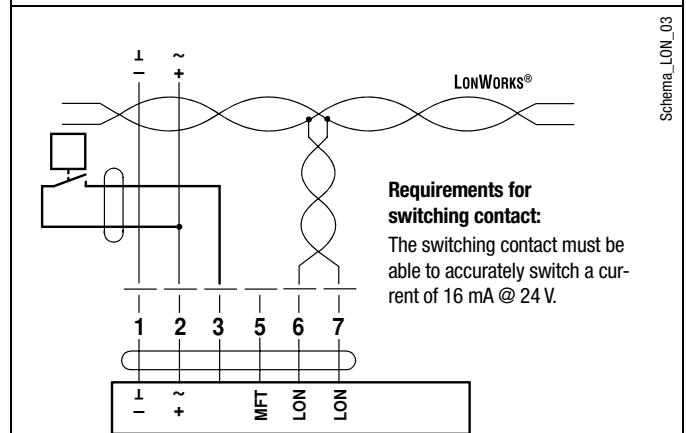 Schema_LON_03
⊥ ~
– +
LONWORKS®
Requirements for
switching contact:
The switching contact must be
able to accurately switch a cur-
rent of 16 mA @ 24 V.
1 2 3 5 6 7
⊥ ~ MFT LON LON
– +